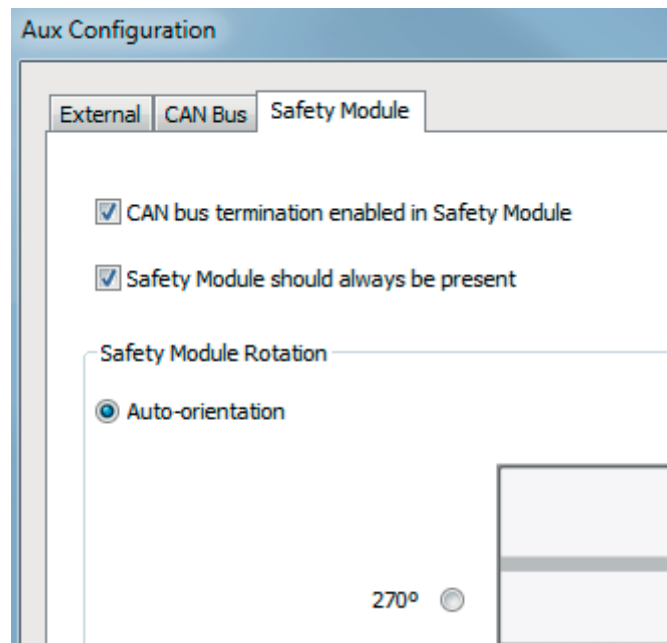 Aux Configuration
External CAN Bus Safety Module
CAN bus termination enabled in Safety Module
Safety Module should always be present
Safety Module Rotation
Auto-orientation
270º